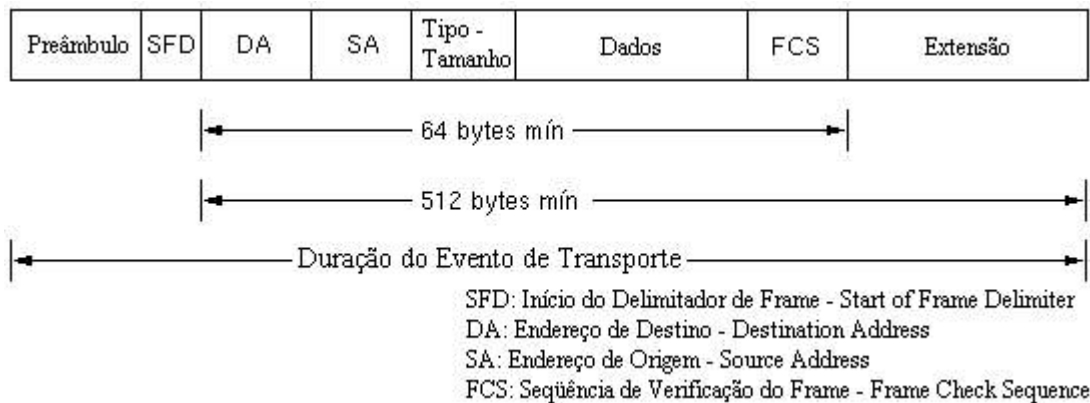 Preâmbulo SFD DA SA Tipo - Tamanho Dados FCS Extensão
64 bytes mín
512 bytes mín
Duração do Evento de Transporte
SFD: Início do Delimitador de Frame - Start of Frame Delimiter
DA: Endereço de Destino - Destination Address
SA: Endereço de Origem - Source Address
FCS: Seqüência de Verificação do Frame - Frame Check Sequence